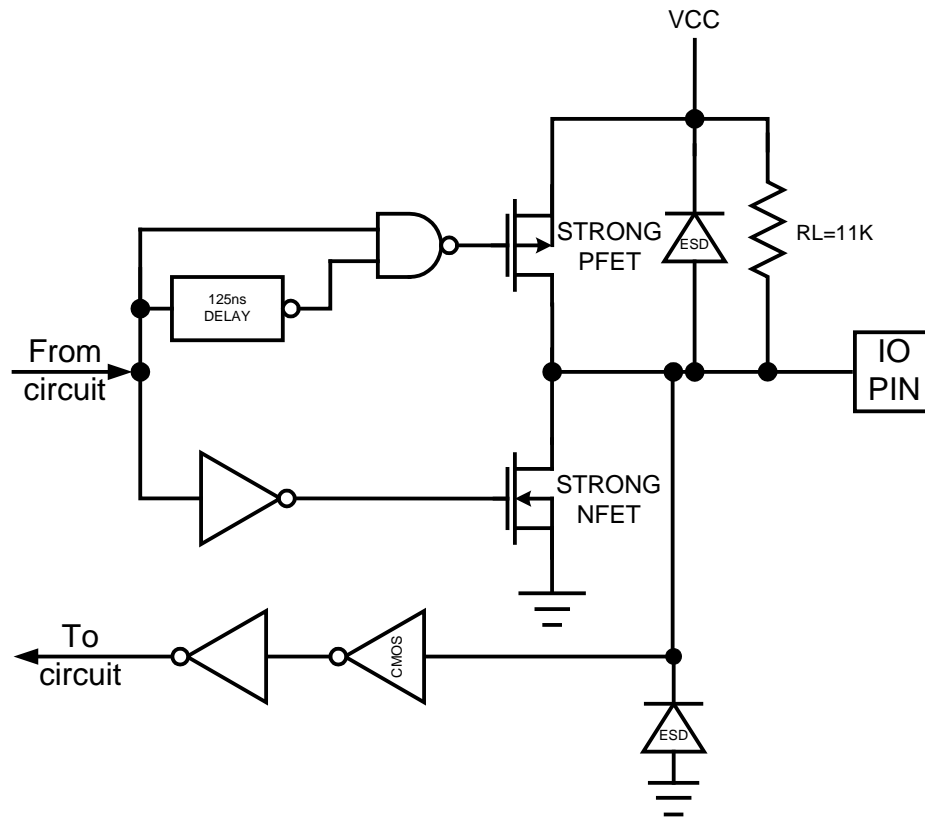 VCC
STRONG
PFET
ESD
RL=11K
125ns
DELAY
From
circuit
IO
PIN
STRONG
NFET
To
circuit
CMOS
ESD